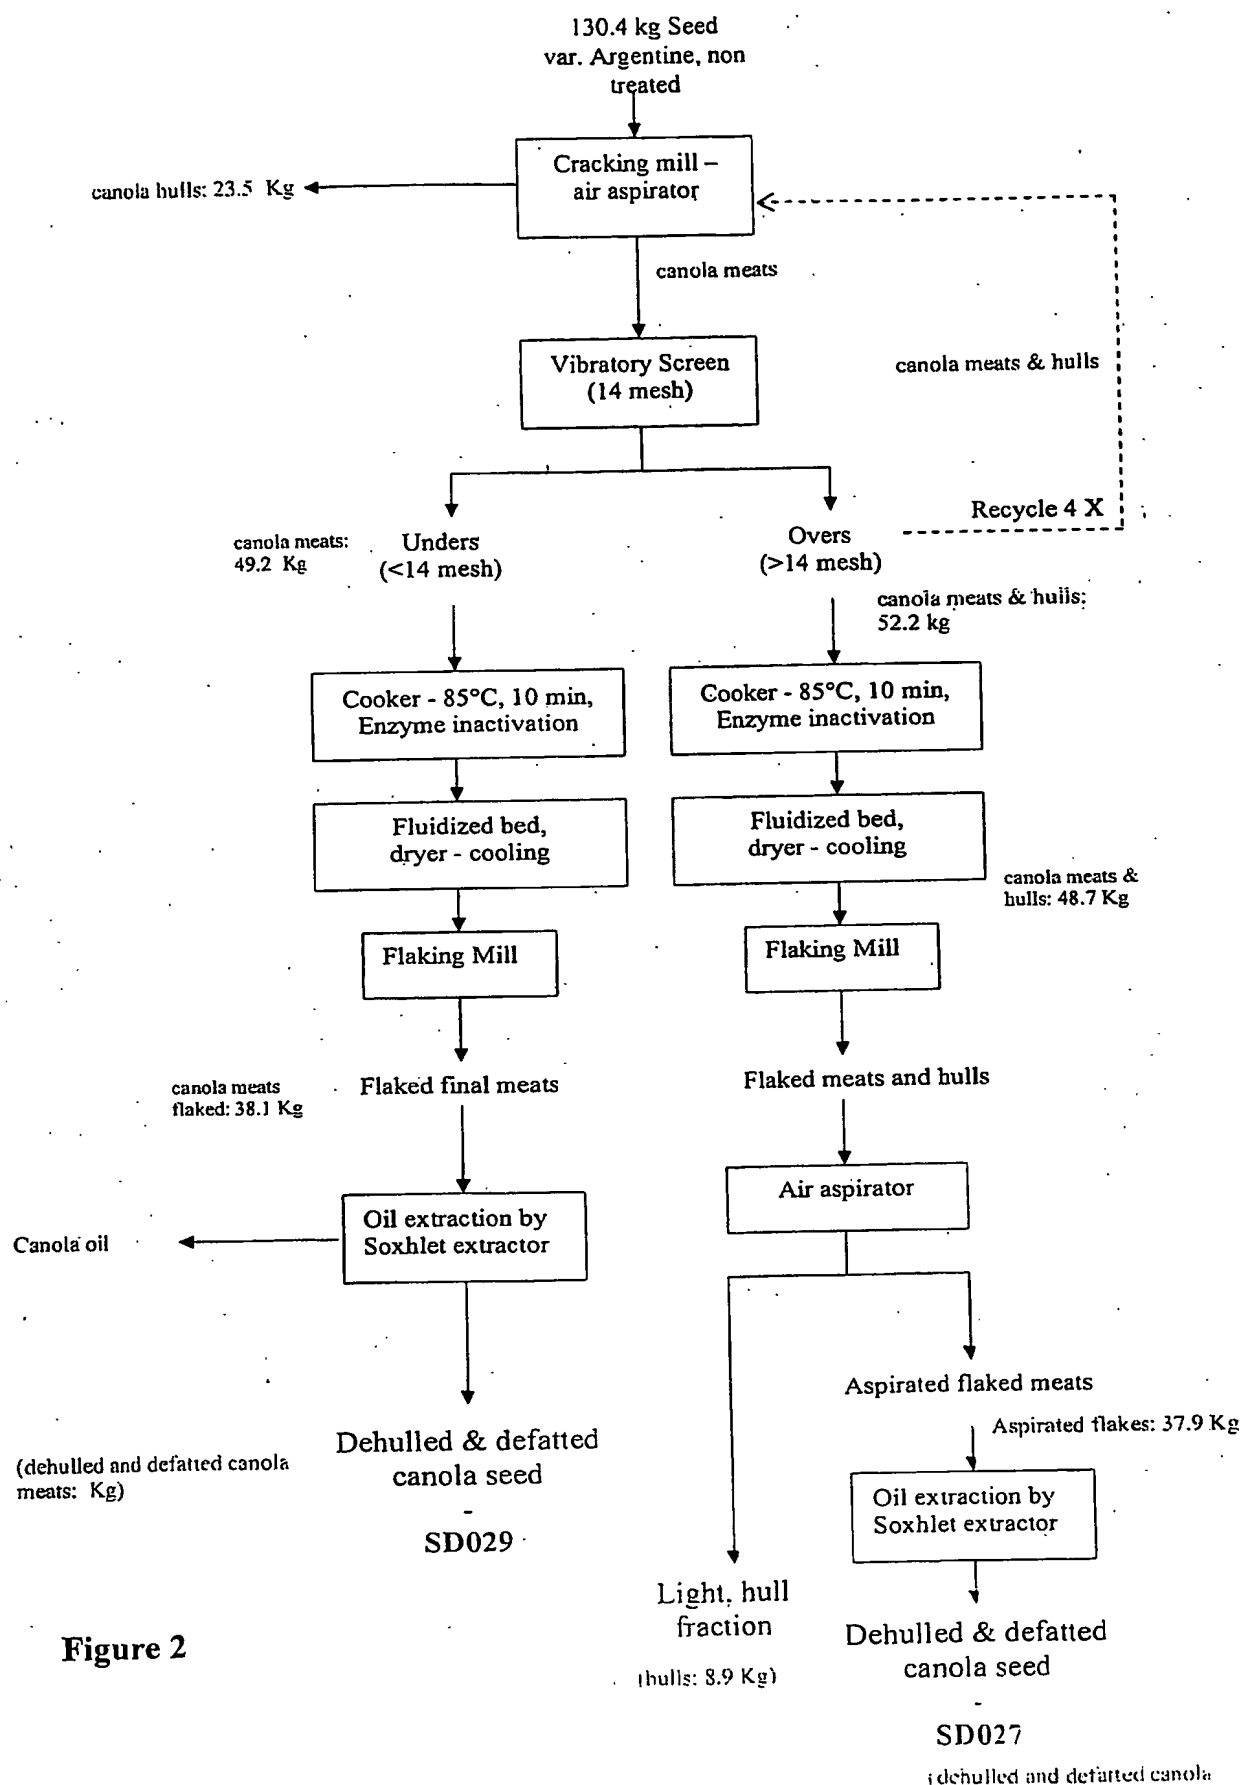 130.4 kg Seed
var. Argentine, non
treated
Cracking mill –
air aspirator
canola hulls: 23.5 Kg
canola meats
Vibratory Screen
(14 mesh)
canola meats & hulls
Recycle 4 X
canola meats:
49.2 Kg
Unders
(<14 mesh)
Overs
(>14 mesh)
canola meats & hulls:
52.2 kg
Cooker - 85°C, 10 min,
Enzyme inactivation
Cooker - 85°C, 10 min,
Enzyme inactivation
Fluidized bed,
dryer - cooling
Fluidized bed,
dryer - cooling
canola meats &
hulls: 48.7 Kg
Flaking Mill
Flaking Mill
canola meats
flaked: 38.1 Kg
Flaked final meats
Flaked meats and hulls
Air aspirator
Oil extraction by
Soxhlet extractor
Canola oil
Aspirated flaked meats
Aspirated flakes: 37.9 Kg
(dehulled and defatted canola
meats: Kg)
Dehulled & defatted
canola seed
-
SD029
Oil extraction by
Soxhlet extractor
Light, hull
fraction
(hulls: 8.9 Kg)
Dehulled & defatted
canola seed
-
SD027
(dehulled and defatted canola
Figure 2